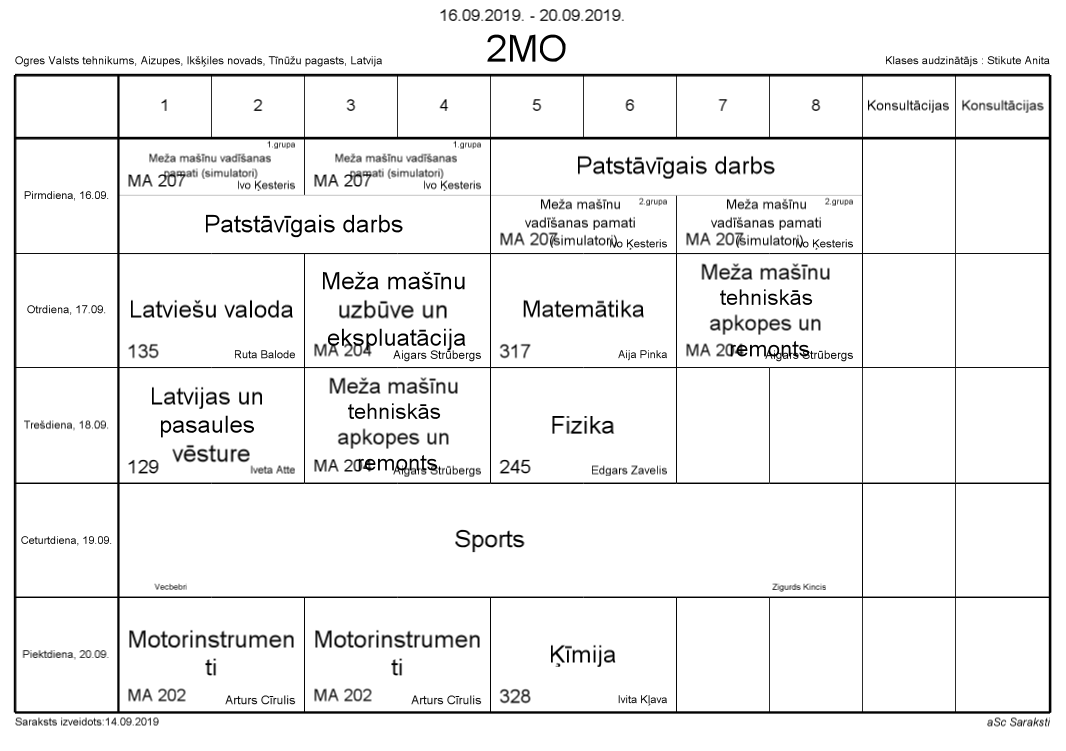 16.09.2019. - 20.09.2019.
2MO
Ogres Valsts tehnikums, Aizupes, Ikšķiles novads, Tīnūžu pagasts, Latvija
Klases audzinātājs : Stikute Anita
1 2 3 4 5 6 7 8 Konsultācijas Konsultācijas
Pirmdiena, 16.09.
1.grupa
Meža mašīnu vadīšanas
pamati (simulatori)
MA 207
Ivo Ķesteris
1.grupa
Meža mašīnu vadīšanas
pamati (simulatori)
MA 207
Ivo Ķesteris
Patstāvīgais darbs
Patstāvīgais darbs
2.grupa
Meža mašīnu
vadīšanas pamati
(simulatori)
MA 207
Ivo Ķesteris
2.grupa
Meža mašīnu
vadīšanas pamati
(simulatori)
MA 207
Ivo Ķesteris
Otrdiena, 17.09.
Latviešu valoda
135
Ruta Balode
Meža mašīnu
uzbūve un
ekspluatācija
MA 204
Aigars Strūbergs
Matemātika
317
Aija Pinka
Meža mašīnu
tehniskās
apkopes un
remonts
MA 204
Aigars Strūbergs
Trešdiena, 18.09.
Latvijas un
pasaules
vēsture
129
Iveta Atte
Meža mašīnu
tehniskās
apkopes un
remonts
MA 204
Aigars Strūbergs
Fizika
245
Edgars Zavelis
Ceturtdiena, 19.09.
Sports
Vecbebri
Zigurds Kincis
Piektdiena, 20.09.
Motorinstrumen
ti
MA 202
Arturs Cīrulis
Motorinstrumen
ti
MA 202
Arturs Cīrulis
Ķīmija
328
Ivita Kļava
Saraksts izveidots:14.09.2019
aSc Saraksti